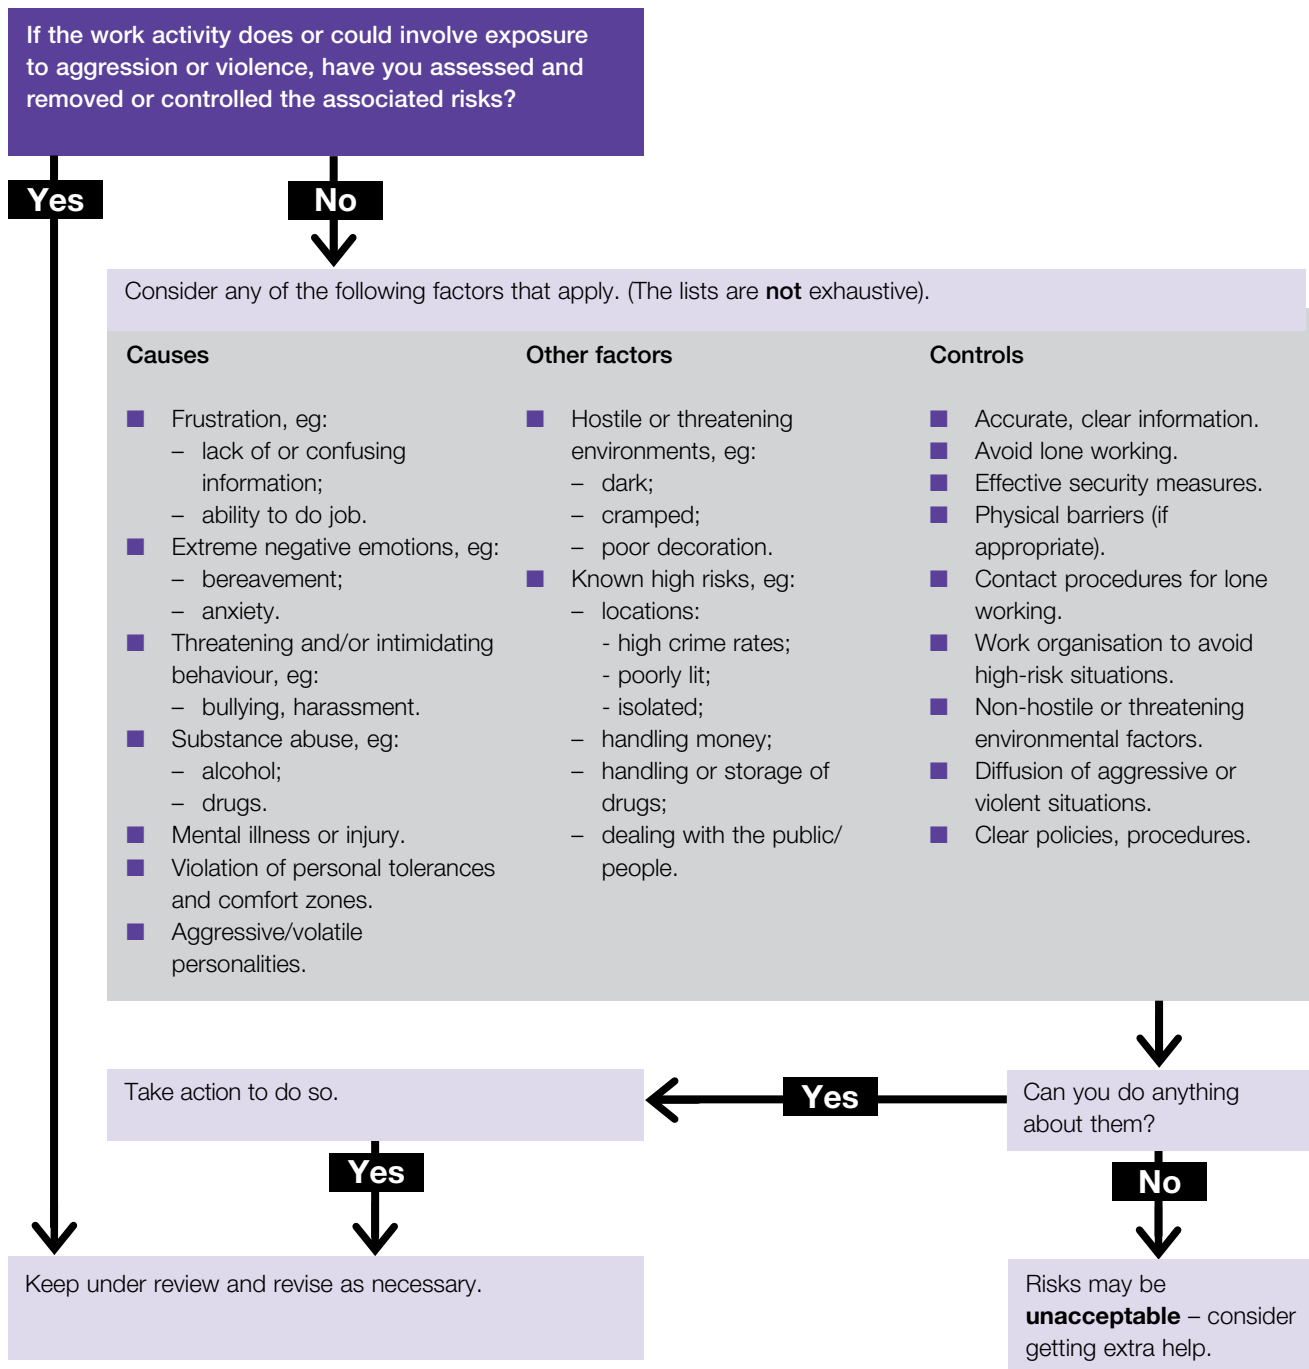 If the work activity does or could involve exposure
to aggression or violence, have you assessed and
removed or controlled the associated risks?
Yes
No
Consider any of the following factors that apply. (The lists are not exhaustive).
Causes
■ Frustration, eg:
– lack of or confusing
information;
– ability to do job.
■ Extreme negative emotions, eg:
– bereavement;
– anxiety.
■ Threatening and/or intimidating
behaviour, eg:
– bullying, harassment.
■ Substance abuse, eg:
– alcohol;
– drugs.
■ Mental illness or injury.
■ Violation of personal tolerances
and comfort zones.
■ Aggressive/volatile
personalities.
Other factors
■ Hostile or threatening
environments, eg:
– dark;
– cramped;
– poor decoration.
■ Known high risks, eg:
– locations:
- high crime rates;
- poorly lit;
- isolated;
– handling money;
– handling or storage of
drugs;
– dealing with the public/
people.
Controls
■ Accurate, clear information.
■ Avoid lone working.
■ Effective security measures.
■ Physical barriers (if
appropriate).
■ Contact procedures for lone
working.
■ Work organisation to avoid
high-risk situations.
■ Non-hostile or threatening
environmental factors.
■ Diffusion of aggressive or
violent situations.
■ Clear policies, procedures.
Can you do anything
about them?
Yes
Take action to do so.
Yes
Keep under review and revise as necessary.
No
Risks may be
unacceptable – consider
getting extra help.